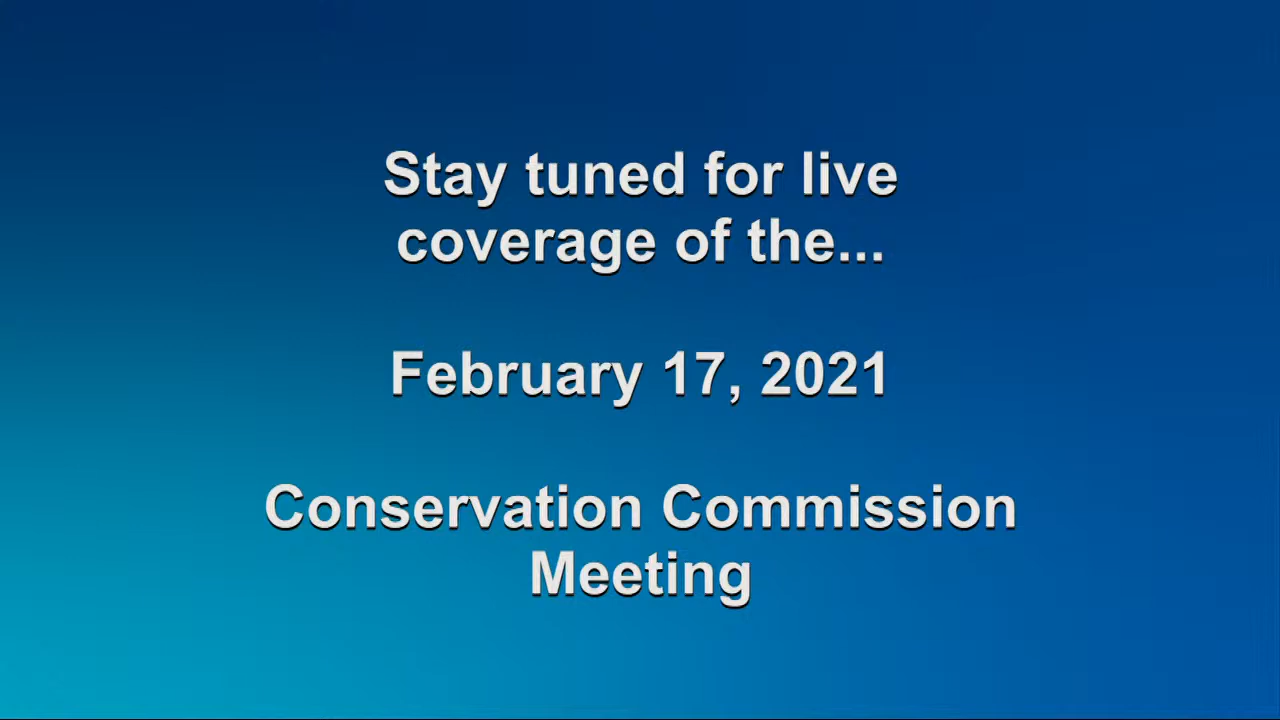 Stay tuned for live
coverage of the...
February 17, 2021
Conservation Commission
Meeting